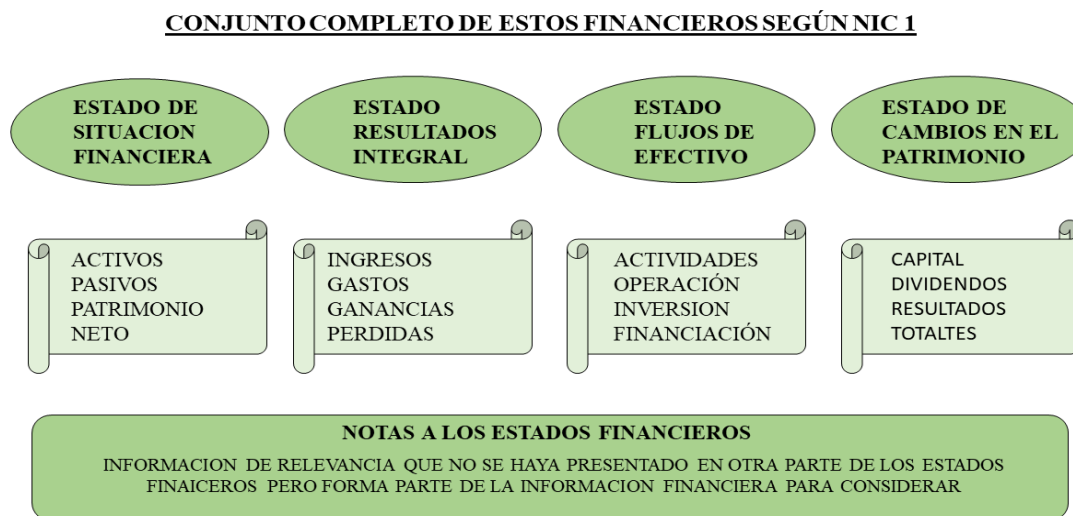 CONJUNTO COMPLETO DE ESTOS FINANCIEROS SEGÚN NIC 1
ESTADO DE
SITUACION
FINANCIERA
ESTADO
RESULTADOS
INTEGRAL
ESTADO
FLUJOS DE
EFECTIVO
ESTADO DE
CAMBIOS EN EL
PATRIMONIO
ACTIVOS
PASIVOS
PATRIMONIO
NETO
INGRESOS
GASTOS
GANANCIAS
PERDIDAS
ACTIVIDADES
OPERACIÓN
INVERSION
FINANCIACIÓN
CAPITAL
DIVIDENDOS
RESULTADOS
TOTALTES
NOTAS A LOS ESTADOS FINANCIEROS
INFORMACION DE RELEVANCIA QUE NO SE HAYA PRESENTADO EN OTRA PARTE DE LOS ESTADOS
FINAICEROS PERO FORMA PARTE DE LA INFORMACION FINANCIERA PARA CONSIDERAR